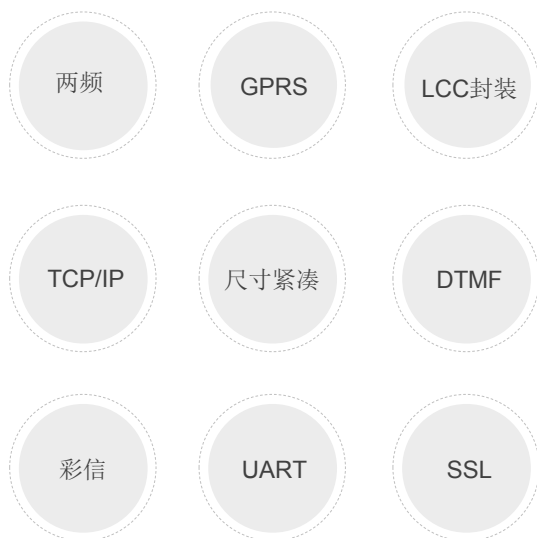 两频
GPRS
LCC封装
TCP/IP
尺寸紧凑
DTMF
彩信
UART
SSL